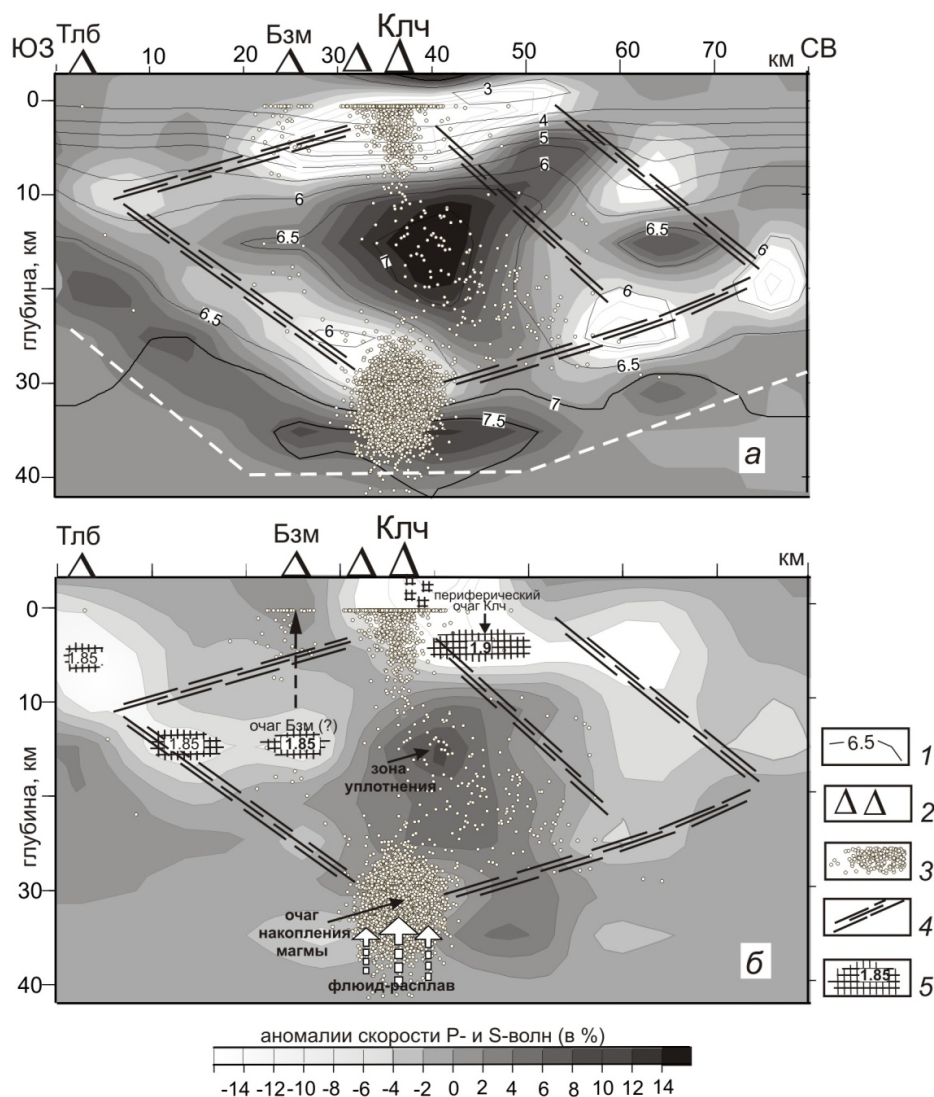 ЮЗ Тлб Бзм Клч СВ
10 20 30 40 50 60 70 км
глубина, км
0
10
20
30
40
3
4
5
6
6
6.5
7
6.5
6
6.5
6
6
6.5
7
7.5
а
Тлб Бзм Клч
км
глубина, км
0
10
20
30
40
периферический
очаг Клч
1.9
1.85
очаг Бзм (?)
1.85
1.85
зона
уплотнения
очаг
накопления
магмы
флюид-расплав
б
6.5 1
2
3
4
1.85 5
аномалии скорости P- и S-волн (в %)
-14 -12 -10 -8 -6 -4 -2 0 2 4 6 8 10 12 14